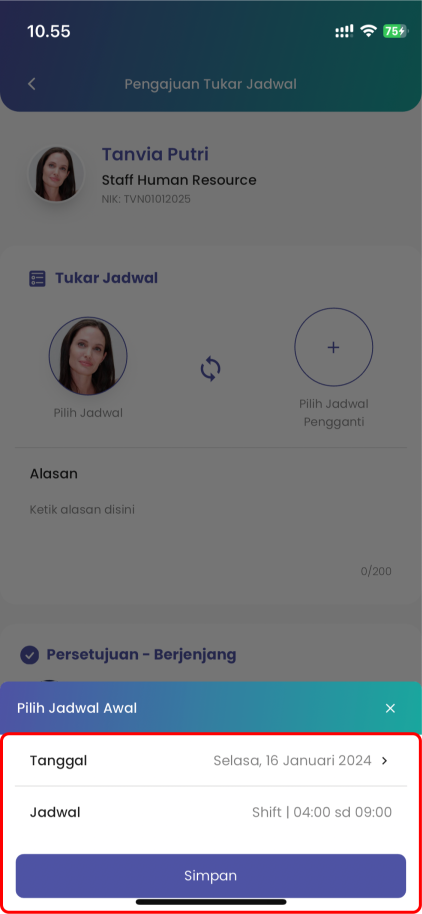 10.55
75
Pengajuan Tukar Jadwal
Tanvia Putri
Staff Human Resource
NIK: TVN01012025
Tukar Jadwal
Pilih Jadwal
Pilih Jadwal
Pengganti
Alasan
Ketik alasan disini
0/200
Persetujuan - Berjenjang
Pilih Jadwal Awal
Tanggal Selasa, 16 Januari 2024
Jadwal Shift | 04:00 sd 09:00
Simpan